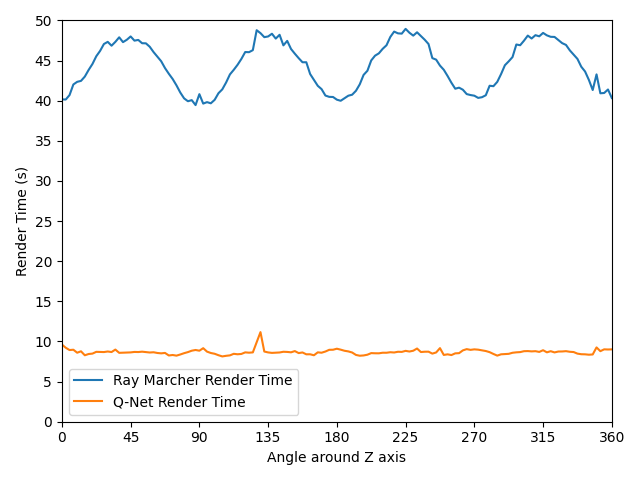 50
45
40
35
30
25
20
15
10
5
0
Render Time (s)
Ray Marcher Render Time
Q-Net Render Time
0 45 90 135 180 225 270 315 360
Angle around Z axis